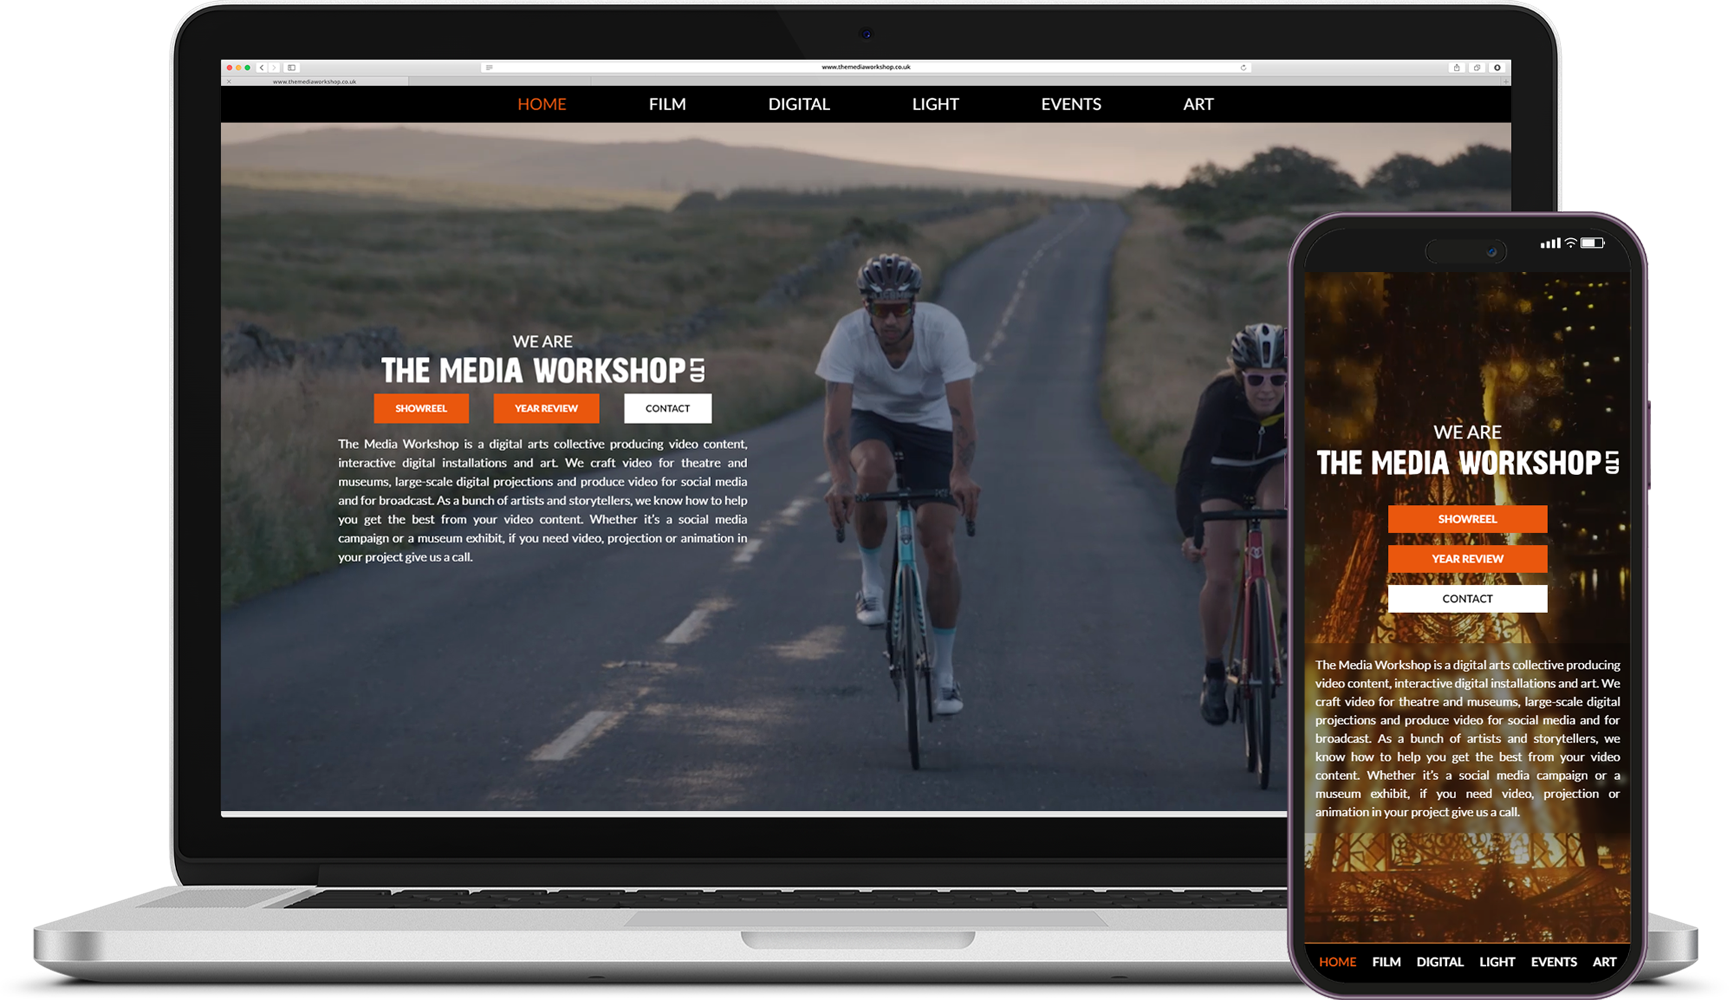 www.themediaworkshop.co.uk
www.themediaworkshop.co.uk
HOME FILM DIGITAL LIGHT EVENTS ART
WE ARE
THE MEDIA WORKSHOP LTD
SHOWREEL YEAR REVIEW CONTACT
The Media Workshop is a digital arts collective producing video content,
interactive digital installations and art. We craft video for theatre and
museums, large-scale digital projections and produce video for social media
and for broadcast. As a bunch of artists and storytellers, we know how to help
you get the best from your video content. Whether it's a social media
campaign or a museum exhibit, if you need video, projection or animation in
your project give us a call.
WE ARE
THE MEDIA WORKSHOP LTD
SHOWREEL
YEAR REVIEW
CONTACT
The Media Workshop is a digital arts collective producing
video content, interactive digital installations and art. We
craft video for theatre and museums, large-scale digital
projections and produce video for social media and for
broadcast. As a bunch of artists and storytellers, we
know how to help you get the best from your video
content. Whether it's a social media campaign or a
museum exhibit, if you need video, projection or
animation in your project give us a call.
HOME FILM DIGITAL LIGHT EVENTS ART